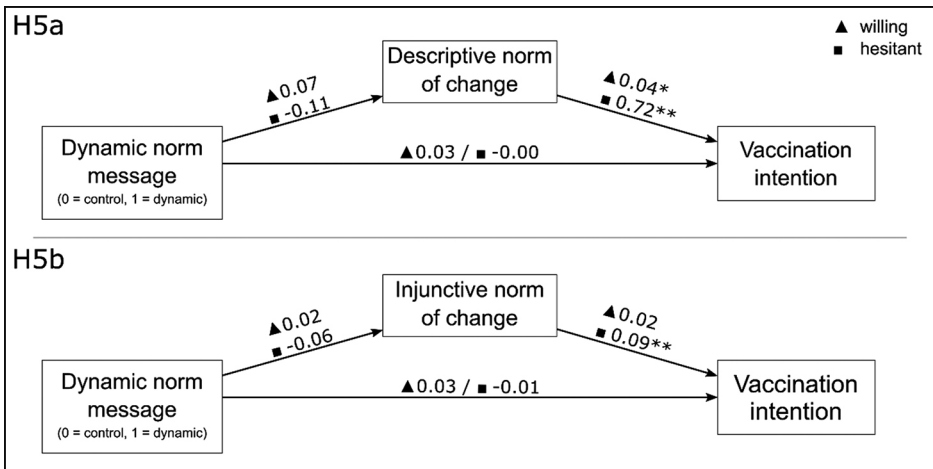 H5a
▲ willing
■ hesitant
Descriptive norm
of change
▲0.07
■ -0.11
▲0.04*
■ 0.72**
Dynamic norm
message
(0 = control, 1 = dynamic)
▲0.03 / ■ -0.00
Vaccination
intention
H5b
Injunctive norm
of change
▲0.02
■ -0.06
▲0.02
■ 0.09**
Dynamic norm
message
(0 = control, 1 = dynamic)
▲0.03 / ■ -0.01
Vaccination
intention